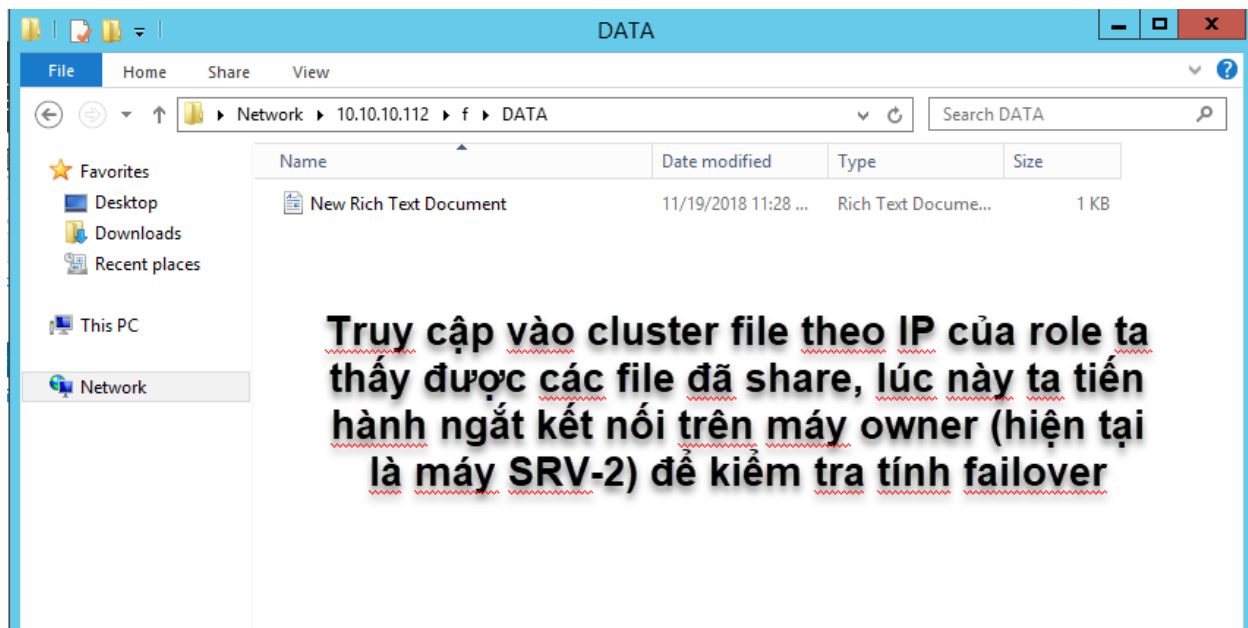 DATA
File Home Share View
Network 10.10.10.112 f DATA
Search DATA
Name Date modified Type Size
Favorites
Desktop
Downloads
Recent places
This PC
Network
New Rich Text Document 11/19/2018 11:28 ... Rich Text Docume... 1 KB
Truy cập vào cluster file theo IP của role ta
thấy được các file đã share, lúc này ta tiến
hành ngắt kết nối trên máy owner (hiện tại
là máy SRV-2) để kiểm tra tính failover